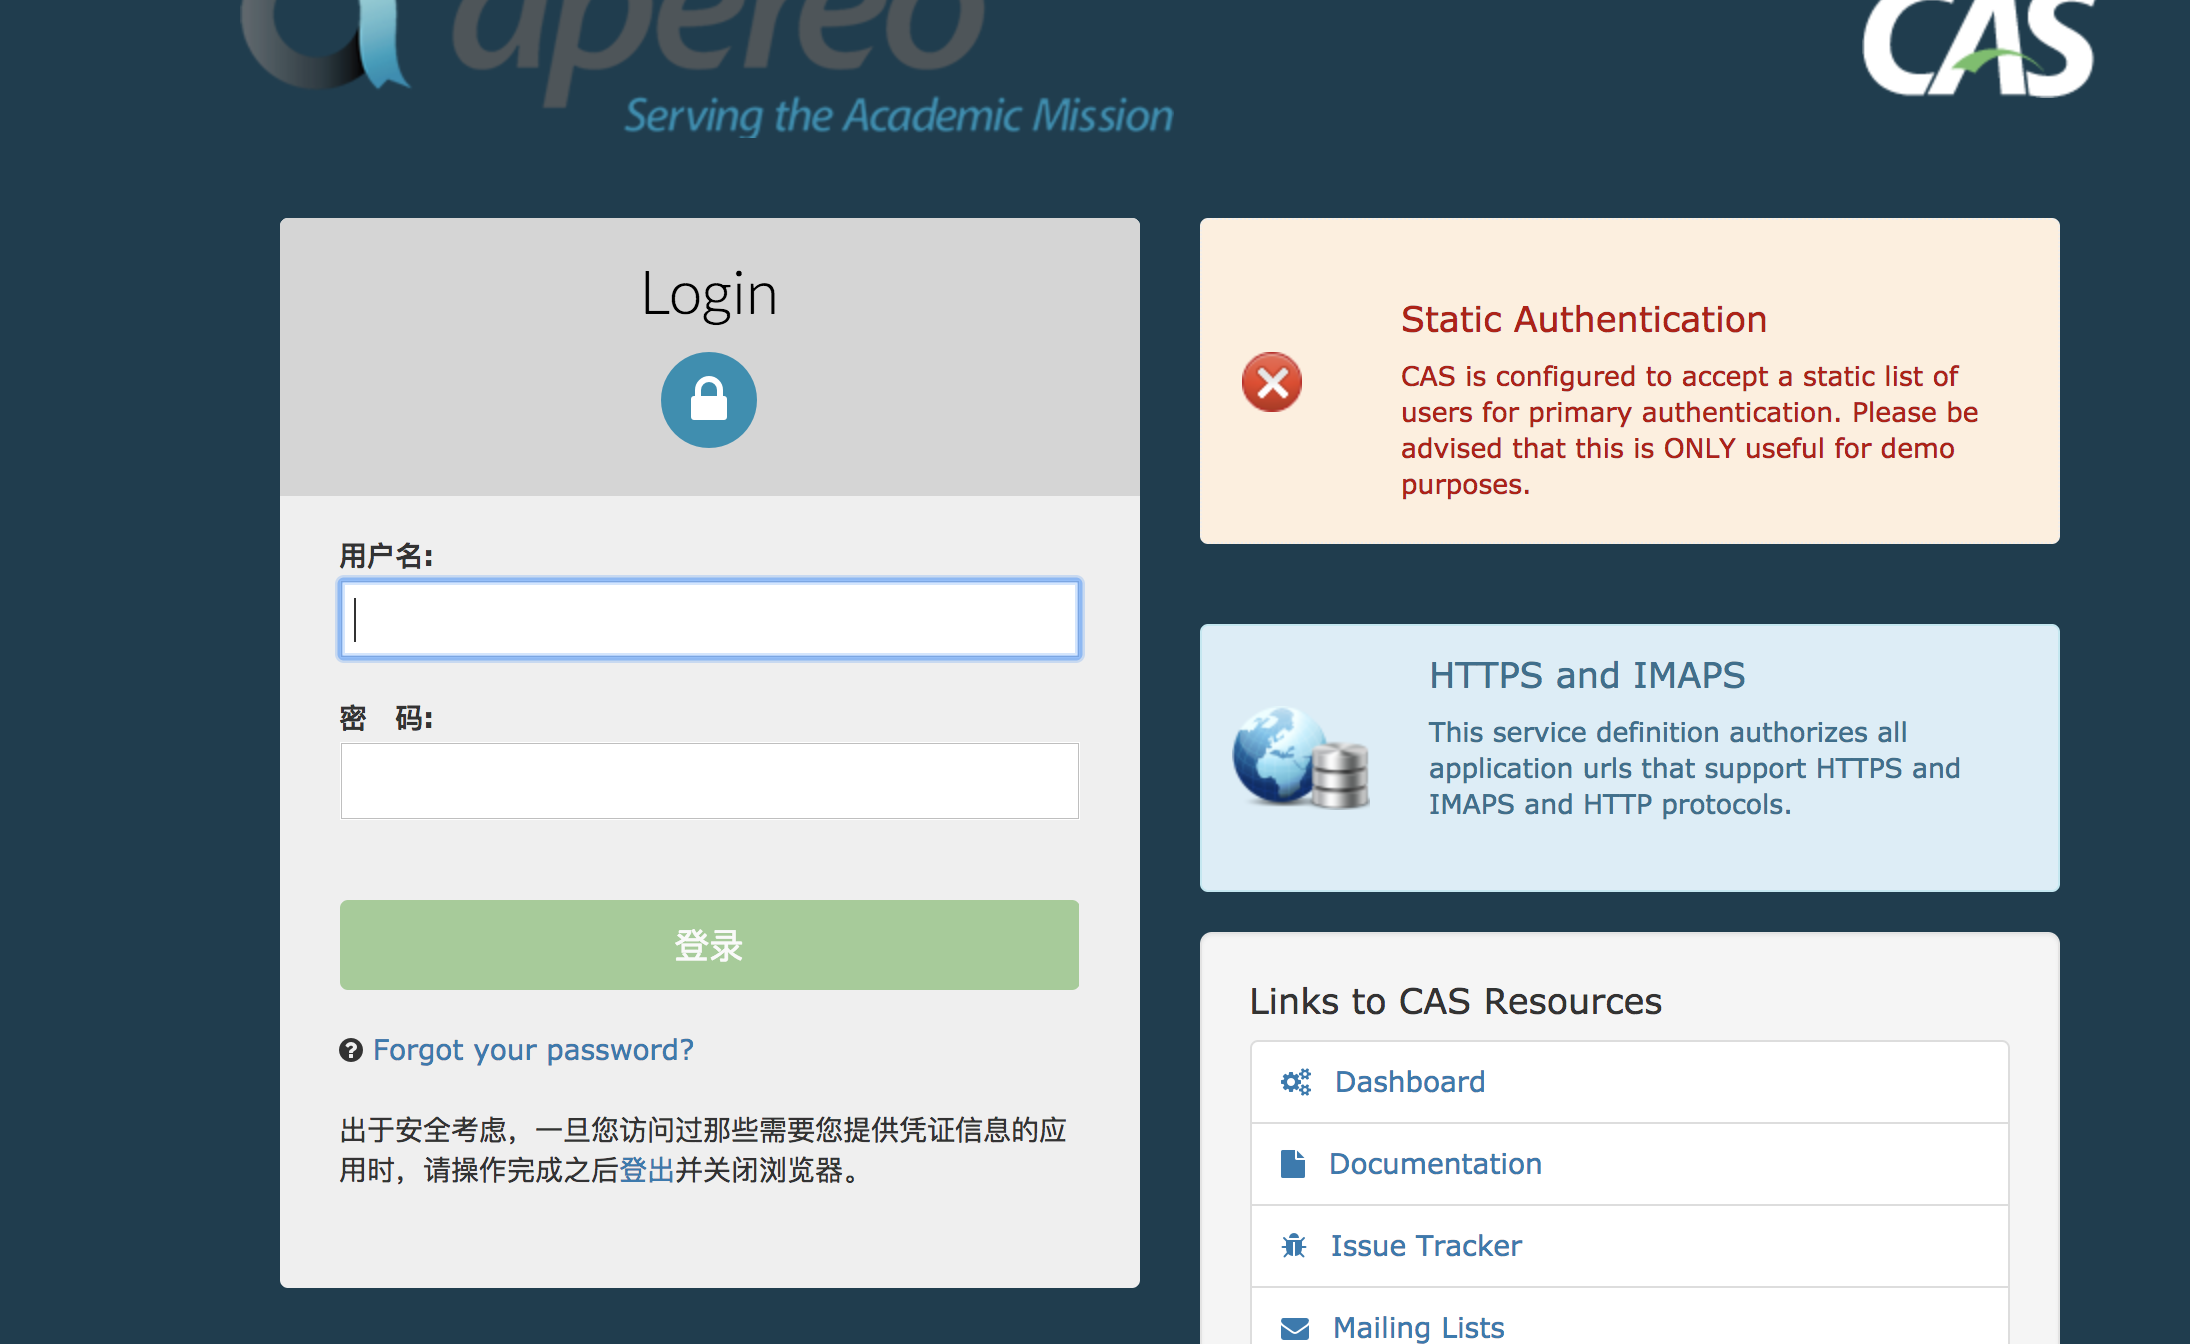 apereo
Serving the Academic Mission
CAS
Login
用户名:
密　码:
登录
Forgot your password?
出于安全考虑，一旦您访问过那些需要您提供凭证信息的应
用时，请操作完成之后登出并关闭浏览器。
Static Authentication
CAS is configured to accept a static list of
users for primary authentication. Please be
advised that this is ONLY useful for demo
purposes.
HTTPS and IMAPS
This service definition authorizes all
application urls that support HTTPS and
IMAPS and HTTP protocols.
Links to CAS Resources
Dashboard
Documentation
Issue Tracker
Mailing Lists